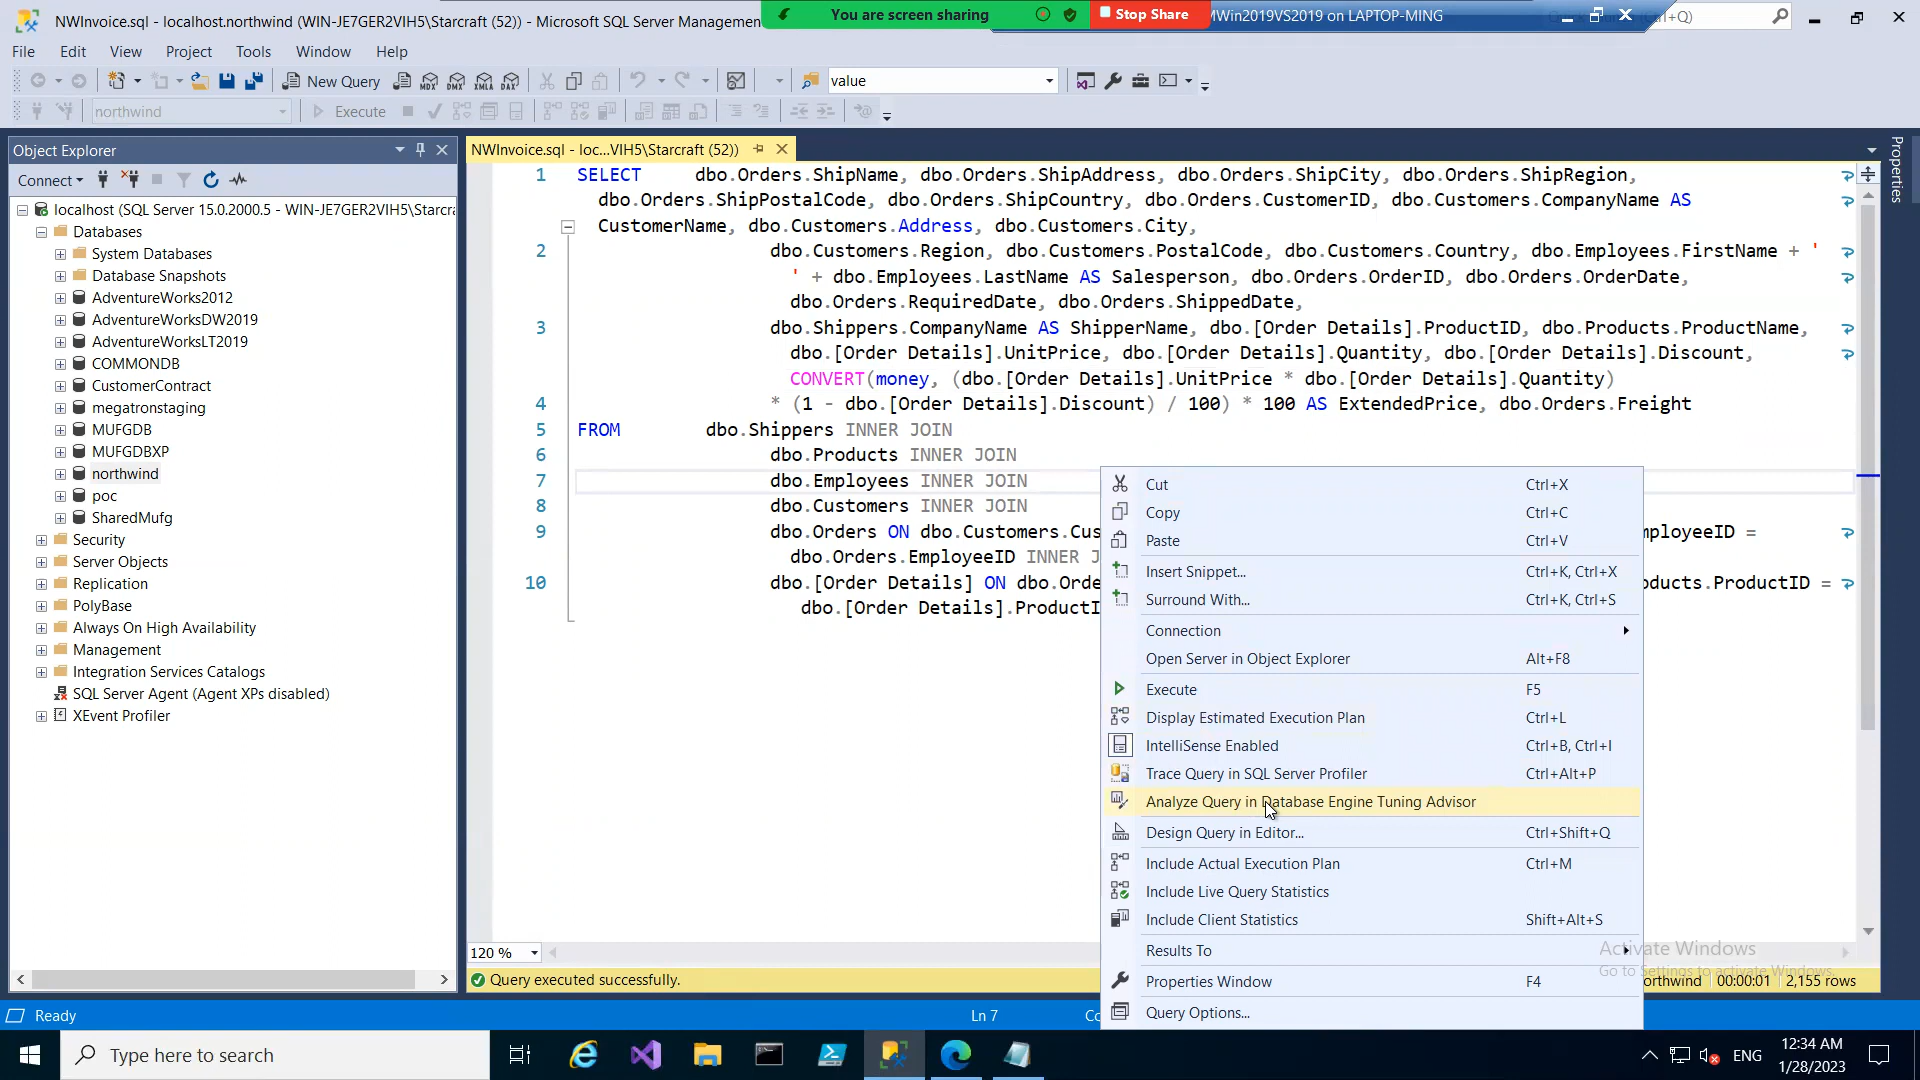 NWInvoice.sql - localhost.northwind (WIN-JE7GER2VIH5\Starcraft (52)) - Microsoft SQL Server Managemen
You are screen sharing
Stop Share
MWin2019VS2019 on LAPTOP-MING
File Edit View Project Tools Window Help
New Query
MDX DMX XMLA DAX
value
northwind
Execute
Object Explorer
Connect
localhost (SQL Server 15.0.2000.5 - WIN-JE7GER2VIH5\Starcra
Databases
System Databases
Database Snapshots
AdventureWorks2012
AdventureWorksDW2019
AdventureWorksLT2019
COMMONDB
CustomerContract
megatronstaging
MUFGDB
MUFGDBXP
northwind
poc
SharedMufg
Security
Server Objects
Replication
PolyBase
Always On High Availability
Management
Integration Services Catalogs
SQL Server Agent (Agent XPs disabled)
XEvent Profiler
NWInvoice.sql - loc...VIH5\Starcraft (52))
Properties
1 SELECT dbo.Orders.ShipName, dbo.Orders.ShipAddress, dbo.Orders.ShipCity, dbo.Orders.ShipRegion,
dbo.Orders.ShipPostalCode, dbo.Orders.ShipCountry, dbo.Orders.CustomerID, dbo.Customers.CompanyName AS
CustomerName, dbo.Customers.Address, dbo.Customers.City,
2 dbo.Customers.Region, dbo.Customers.PostalCode, dbo.Customers.Country, dbo.Employees.FirstName + '
' + dbo.Employees.LastName AS Salesperson, dbo.Orders.OrderID, dbo.Orders.OrderDate,
dbo.Orders.RequiredDate, dbo.Orders.ShippedDate,
3 dbo.Shippers.CompanyName AS ShipperName, dbo.[Order Details].ProductID, dbo.Products.ProductName,
dbo.[Order Details].UnitPrice, dbo.[Order Details].Quantity, dbo.[Order Details].Discount,
CONVERT(money, (dbo.[Order Details].UnitPrice * dbo.[Order Details].Quantity)
4 * (1 - dbo.[Order Details].Discount) / 100) * 100 AS ExtendedPrice, dbo.Orders.Freight
5 FROM dbo.Shippers INNER JOIN
6 dbo.Products INNER JOIN
7 dbo.Employees INNER JOIN
8 dbo.Customers INNER JOIN
9 dbo.Orders ON dbo.Customers.Cus mployeeID =
dbo.Orders.EmployeeID INNER J
10 dbo.[Order Details] ON dbo.Orde oducts.ProductID =
dbo.[Order Details].ProductI
Cut Ctrl+X
Copy Ctrl+C
Paste Ctrl+V
Insert Snippet... Ctrl+K, Ctrl+X
Surround With... Ctrl+K, Ctrl+S
Connection
Open Server in Object Explorer Alt+F8
Execute F5
Display Estimated Execution Plan Ctrl+L
IntelliSense Enabled Ctrl+B, Ctrl+I
Trace Query in SQL Server Profiler Ctrl+Alt+P
Analyze Query in Database Engine Tuning Advisor
Design Query in Editor... Ctrl+Shift+Q
Include Actual Execution Plan Ctrl+M
Include Live Query Statistics
Include Client Statistics Shift+Alt+S
Results To
Properties Window F4
Query Options...
Activate Windows
Go to Settings to activate Windows.
120 %
Query executed successfully.
orthwind 00:00:01 2,155 rows
Ready
Ln 7
Co
Type here to search
ENG
12:34 AM
1/28/2023